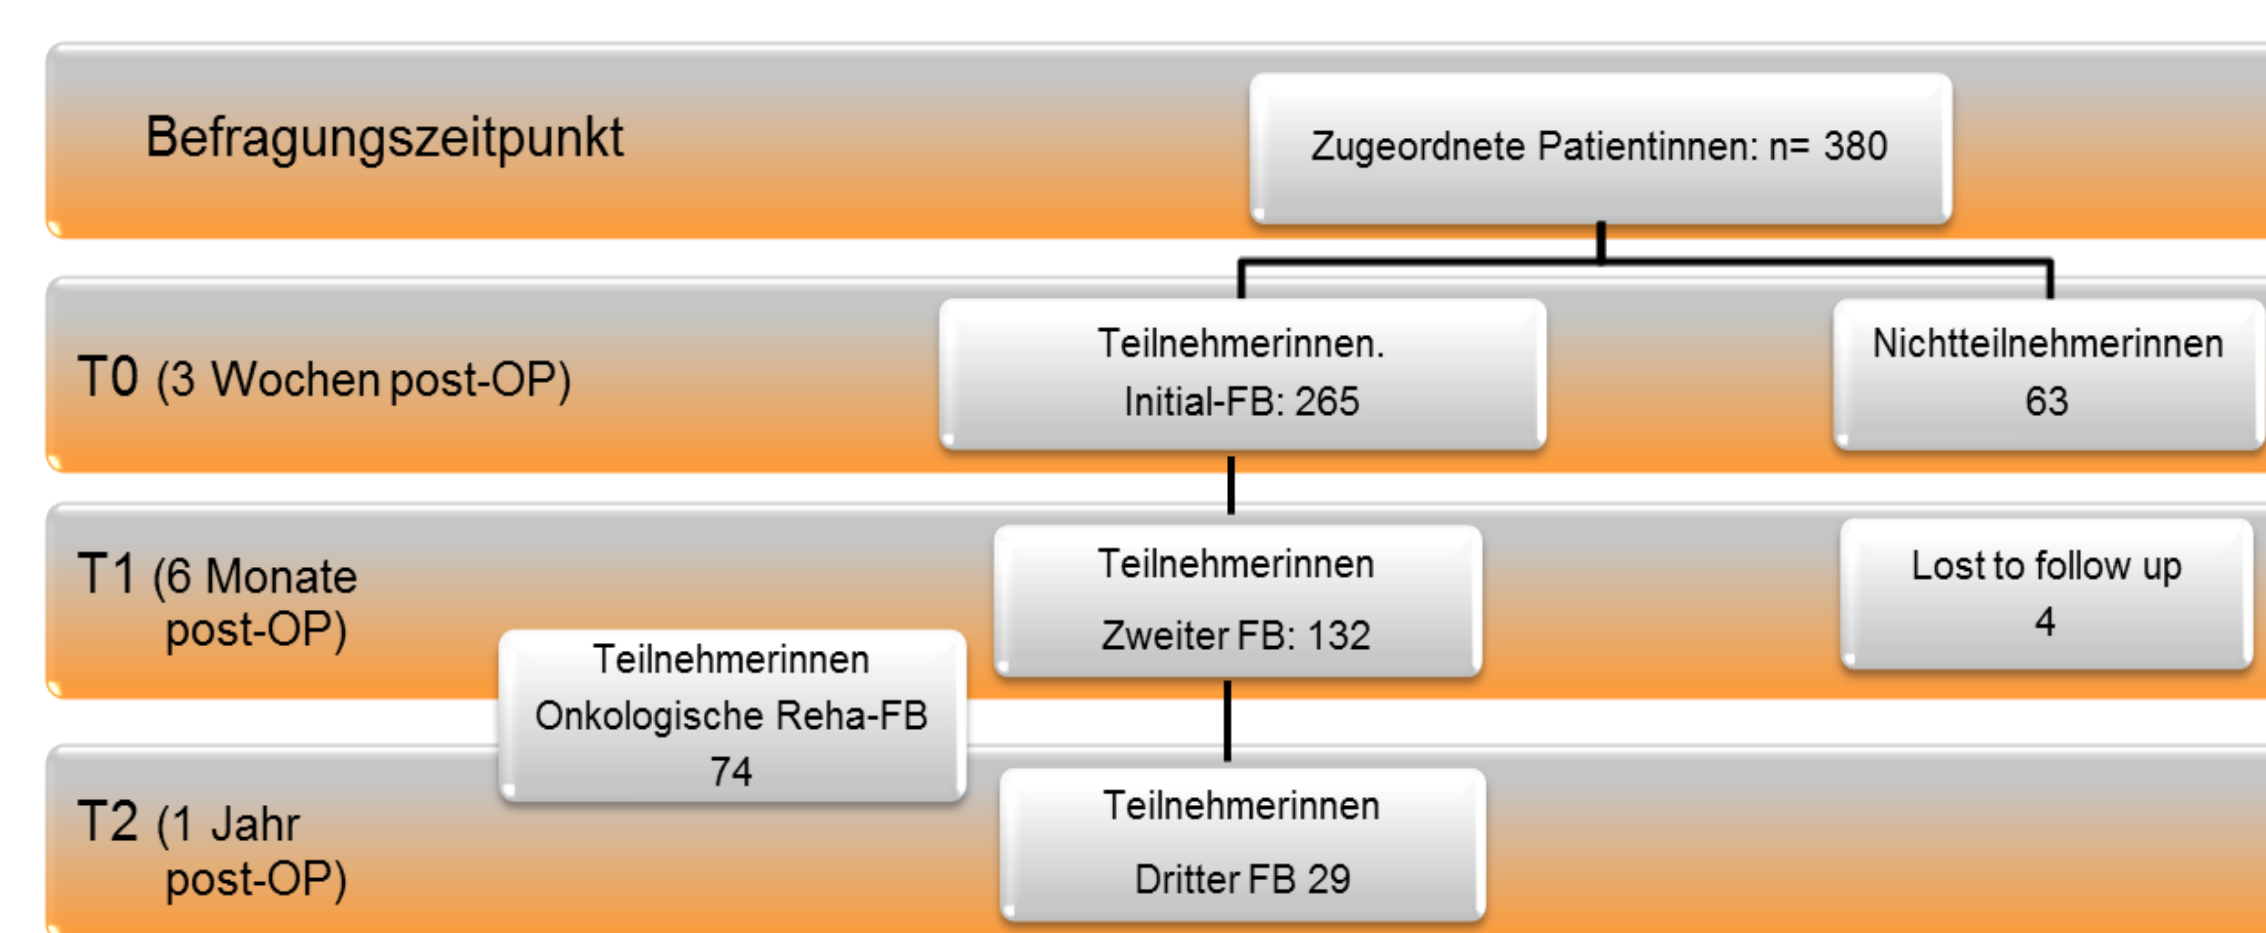 Befragungszeitpunkt
Zugeordnete Patientinnen: n= 380
T0 (3 Wochen post-OP)
Teilnehmerinnen.
Initial-FB: 265
Nichtteilnehmerinnen
63
T1 (6 Monate
post-OP)
Teilnehmerinnen
Zweiter FB: 132
Lost to follow up
4
Teilnehmerinnen
Onkologische Reha-FB
74
T2 (1 Jahr
post-OP)
Teilnehmerinnen
Dritter FB 29